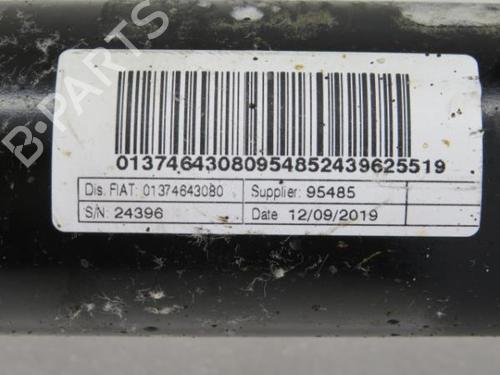 B-PARTS
01374643080954852439625519
Dis. FIAT: 01374643080 Supplier: 95485
S/N: 24396 Date 12/09/2019